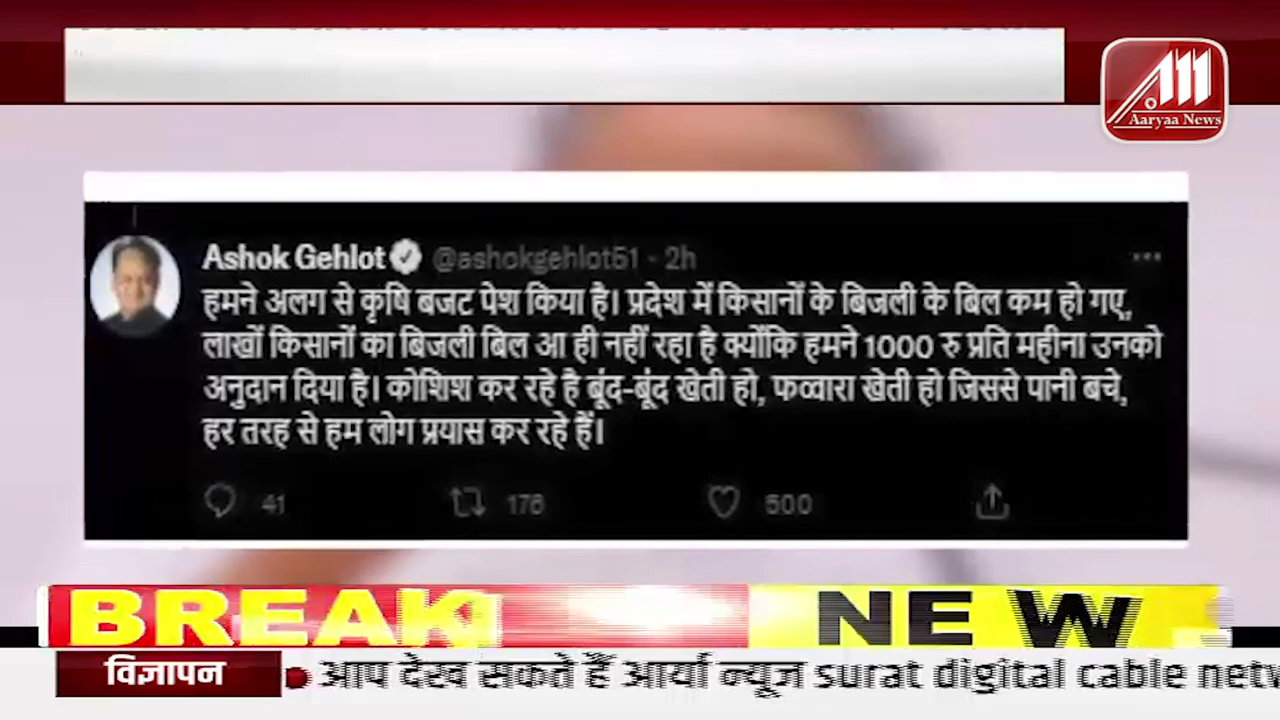 Aaryaa News
Ashok Gehlot @ashokgehlot51 · 2h
हमने अलग से कृषि बजट पेश किया है। प्रदेश में किसानों के बिजली के बिल कम हो गए,
लाखों किसानों का बिजली बिल आ ही नहीं रहा है क्योंकि हमने 1000 रु प्रति महीना उनको
अनुदान दिया है। कोशिश कर रहे है बूंद-बूंद खेती हो, फव्वारा खेती हो जिससे पानी बचे,
हर तरह से हम लोग प्रयास कर रहे हैं।
41 176 500
BREAK NEW
विज्ञापन आप देख सकते हैं आर्या न्यूज surat digital cable netw